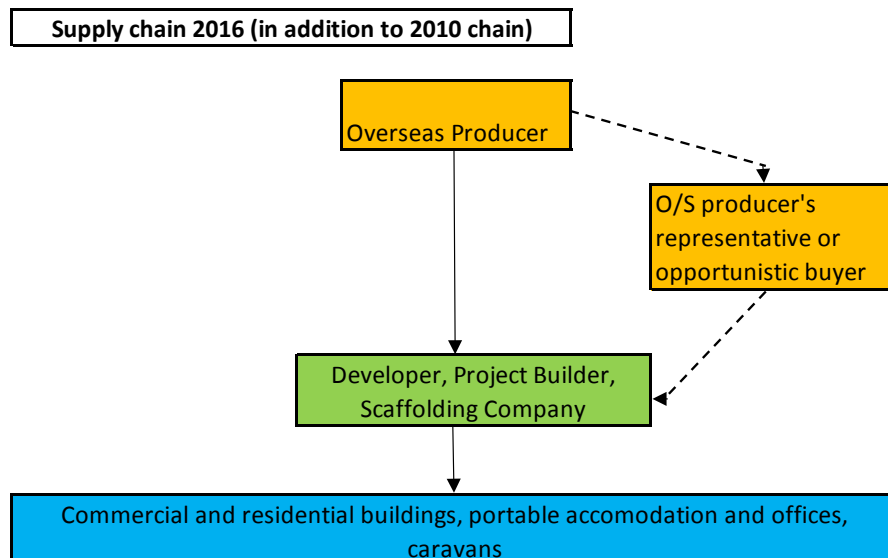 Supply chain 2016 (in addition to 2010 chain)
Overseas Producer
O/S producer's
representative or
opportunistic buyer
Developer, Project Builder,
Scaffolding Company
Commercial and residential buildings, portable accomodation and offices,
caravans